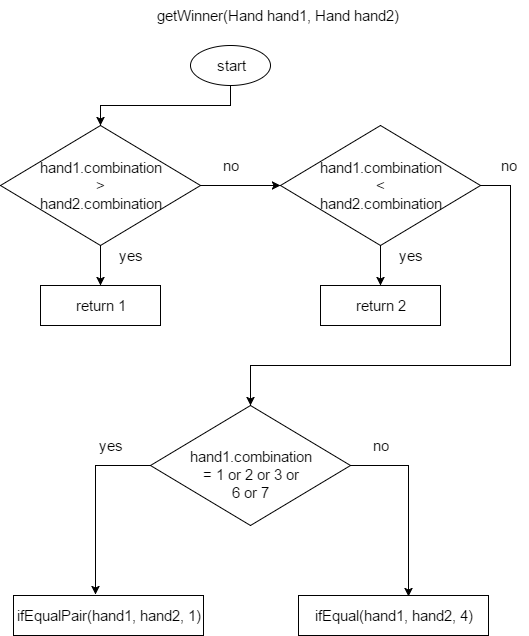 getWinner(Hand hand1, Hand hand2)
start
hand1.combination
>
hand2.combination
no
hand1.combination
<
hand2.combination
no
yes
yes
return 1
return 2
yes
no
hand1.combination
= 1 or 2 or 3 or
6 or 7
ifEqualPair(hand1, hand2, 1)
ifEqual(hand1, hand2, 4)